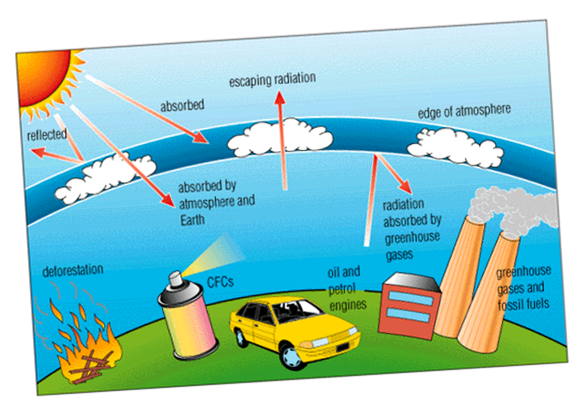 escaping radiation
absorbed
edge of atmosphere
reflected
absorbed by
atmosphere and
Earth
radiation
absorbed by
greenhouse
gases
deforestation
CFCs
oil and
petrol
engines
greenhouse
gases and
fossil fuels